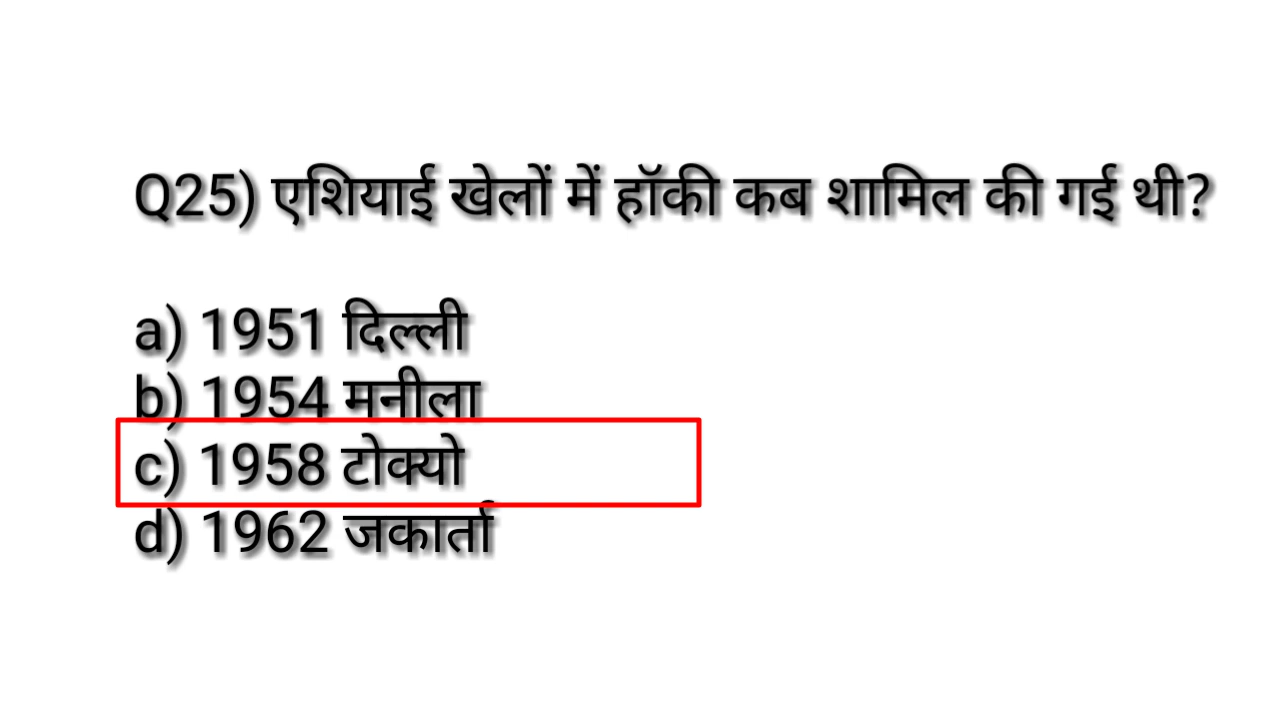 Q25) एशियाई खेलों में हॉकी कब शामिल की गई थी?
a) 1951 दिल्ली
b) 1954 मनीला
c) 1958 टोक्यो
d) 1962 जकार्ता